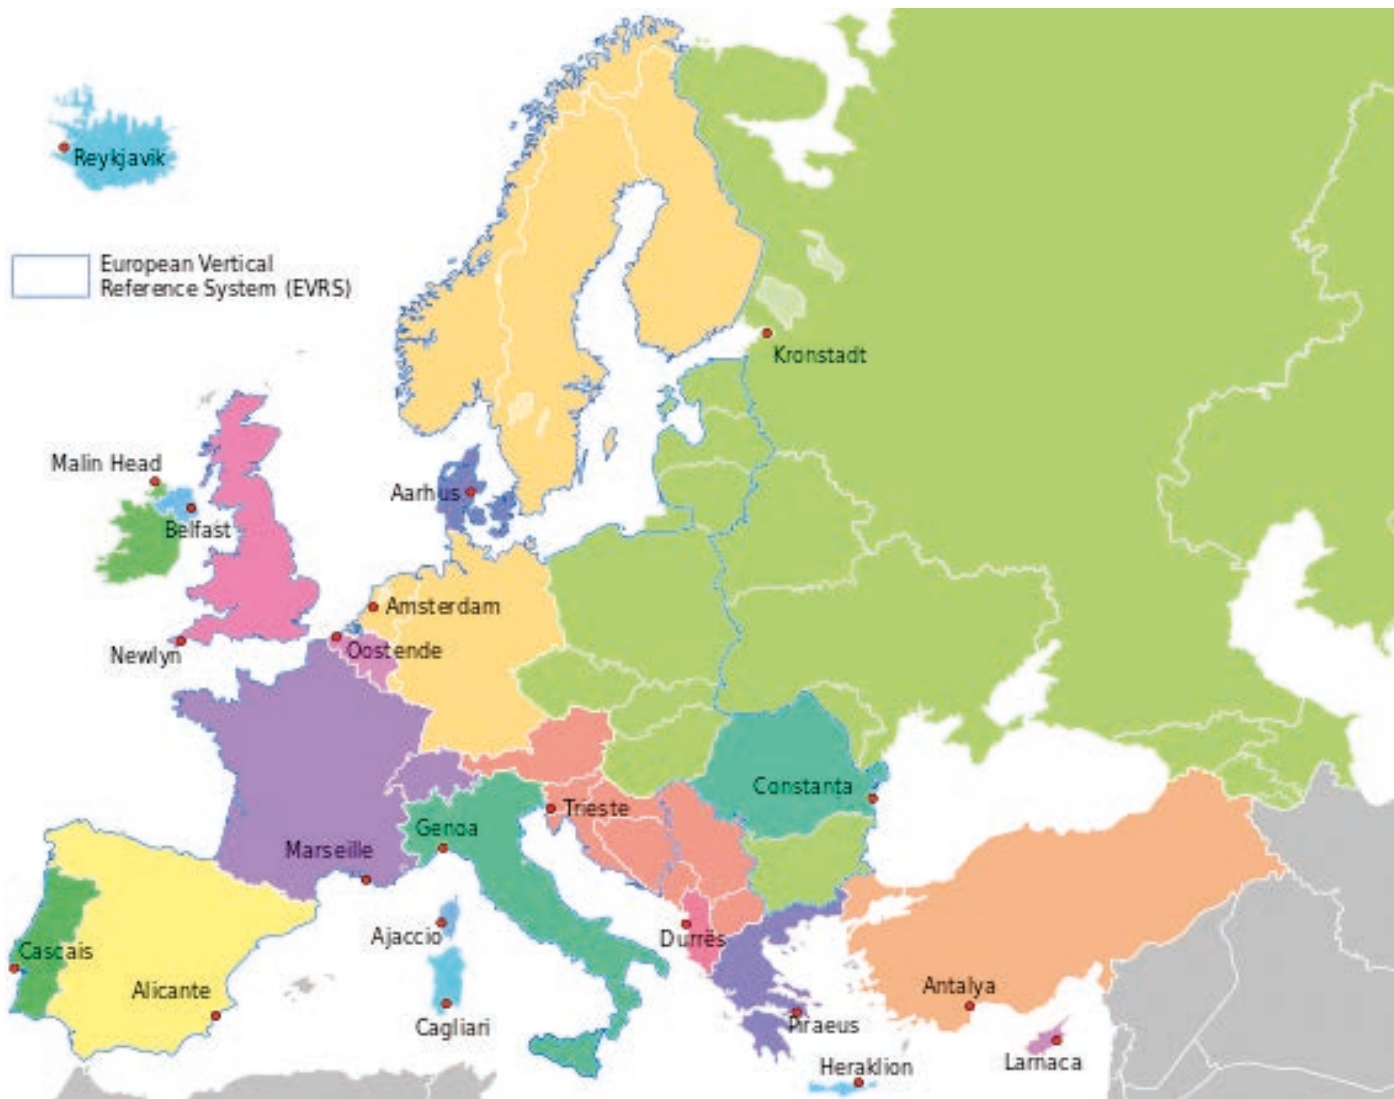 Reykjavik
European Vertical
Reference System (EVRS)
Kronstadt
Malin Head
Aarhus
Belfast
Amsterdam
Oostende
Newlyn
Constanta
Trieste
Genoa
Marseille
Ajaccio
Durrës
Cascais
Alicante
Antalya
Cagliari
Piraeus
Larnaca
Heraklion